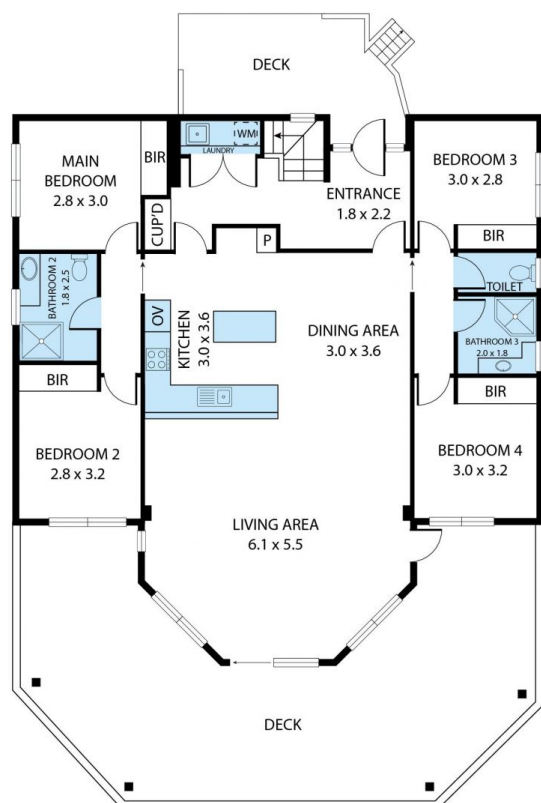 DECK
MAIN
BEDROOM
2.8 x 3.0
BIR
WM
LAUNDRY
BEDROOM 3
3.0 x 2.8
BIR
ENTRANCE
1.8 x 2.2
CUP'D
P
BATHROOM 2
1.8 x 2.5
OV
KITCHEN
3.0 x 3.6
DINING AREA
3.0 x 3.6
TOILET
BATHROOM 3
2.0 x 1.8
BIR
BIR
BEDROOM 2
2.8 x 3.2
BEDROOM 4
3.0 x 3.2
LIVING AREA
6.1 x 5.5
DECK